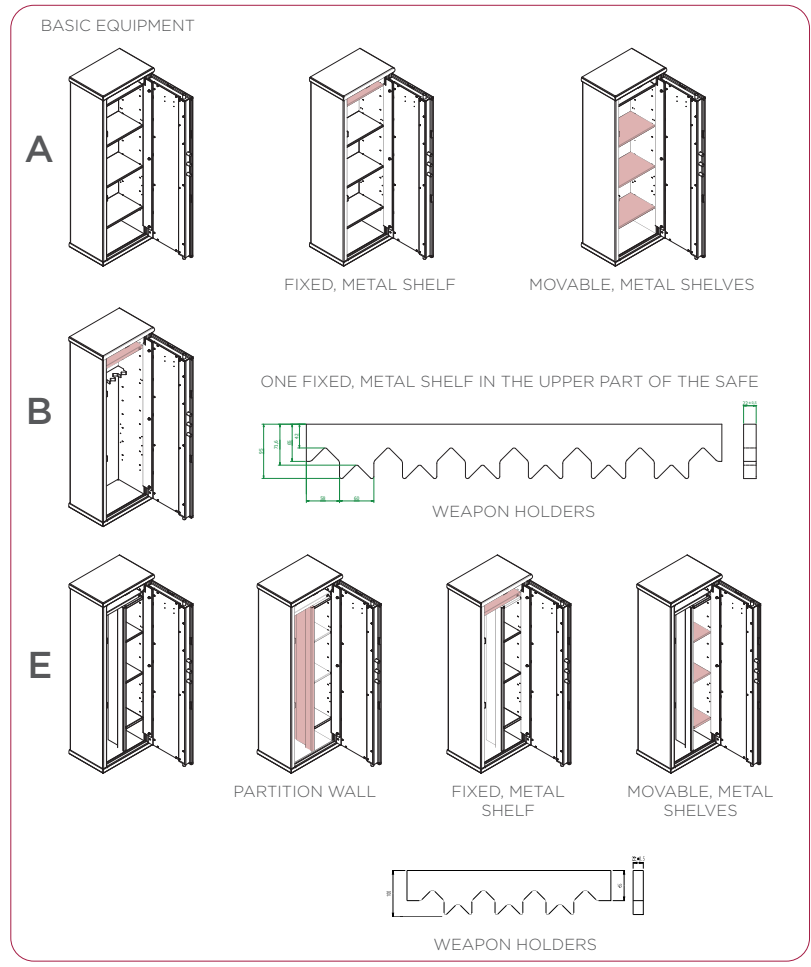 BASIC EQUIPMENT
A
FIXED, METAL SHELF
MOVABLE, METAL SHELVES
B
ONE FIXED, METAL SHELF IN THE UPPER PART OF THE SAFE
WEAPON HOLDERS
E
PARTITION WALL
FIXED, METAL
SHELF
MOVABLE, METAL
SHELVES
WEAPON HOLDERS